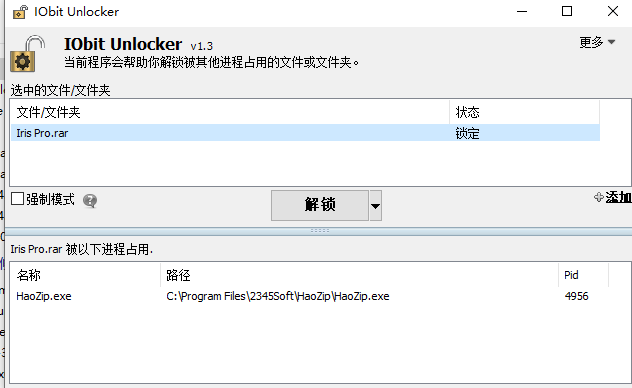 IObit Unlocker
IObit Unlocker v1.3
更多
当前程序会帮助你解锁被其他进程占用的文件或文件夹。
选中的文件/文件夹
文件/文件夹 状态
Iris Pro.rar 锁定
强制模式 解锁 添加
Iris Pro.rar 被以下进程占用.
名称 路径 Pid
HaoZip.exe C:\Program Files\2345Soft\HaoZip\HaoZip.exe 4956